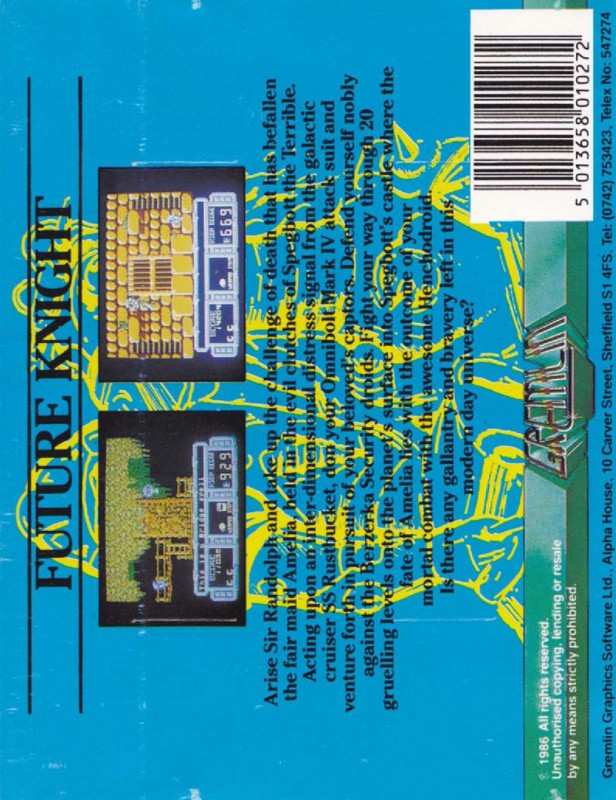 FUTURE KNIGHT
This is a Bridge spell
Arise Sir Randolph, and take up the challenge of death that has befallen
the fair maid Amelia, held in the evil clutches of Spegbott the Terrible.
Acting upon an inter-dimensional distress signal from the galactic
cruiser SS Rustbucket, don your Omnibolt Mark IV attack suit and
venture forth in search of your beloved's captors. Defend yourself nobly
against the Berzerka Security droids. Fight your way through 20
gruelling levels onto the planet's surface and Spegbott's castle where the
fate of Amelia lies with the outcome of your
mortal combat with the awesome Henchodroid.
Is there any gallantry and bravery left in this
modern day universe?
GREMLIN
© 1986 All rights reserved.
Unauthorised copying, lending or resale
by any means strictly prohibited.
5 013658 010272
Gremlin Graphics Software Ltd., Alpha House, 10 Carver Street, Sheffield S1 4FS. Tel: (0742) 753423. Telex No: 547274